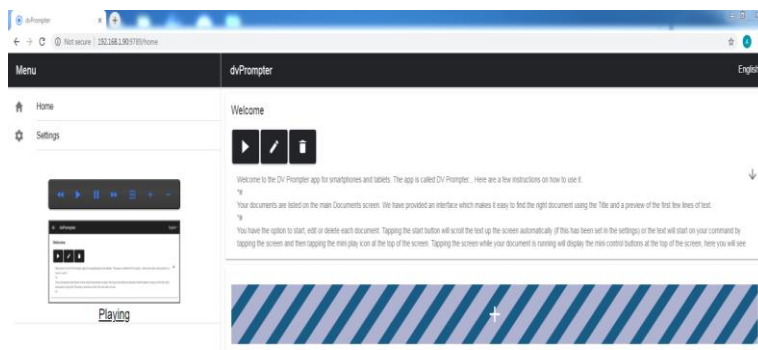 dvPrompter
Not secure | 192.168.1.90:9789/home
Menu
dvPrompter
English
Home
Settings
Welcome
Welcome to the DV Prompter app for smartphones and tablets. The app is called DV Prompter... Here are a few instructions on how to use it.
*#
Your documents are listed on the main Documents screen. We have provided an interface which makes it easy to find the right document using the Title and a preview of the first few lines of text.
*#
You have the option to start, edit or delete each document. Tapping the start button will scroll the text up the screen automatically (if this has been set in the settings) or the text will start on your command by
tapping the screen and then tapping the mini play icon at the top of the screen. Tapping the screen while your document is running will display the mini control buttons at the top of the screen, here you will see
dvPrompter
Welcome
Playing